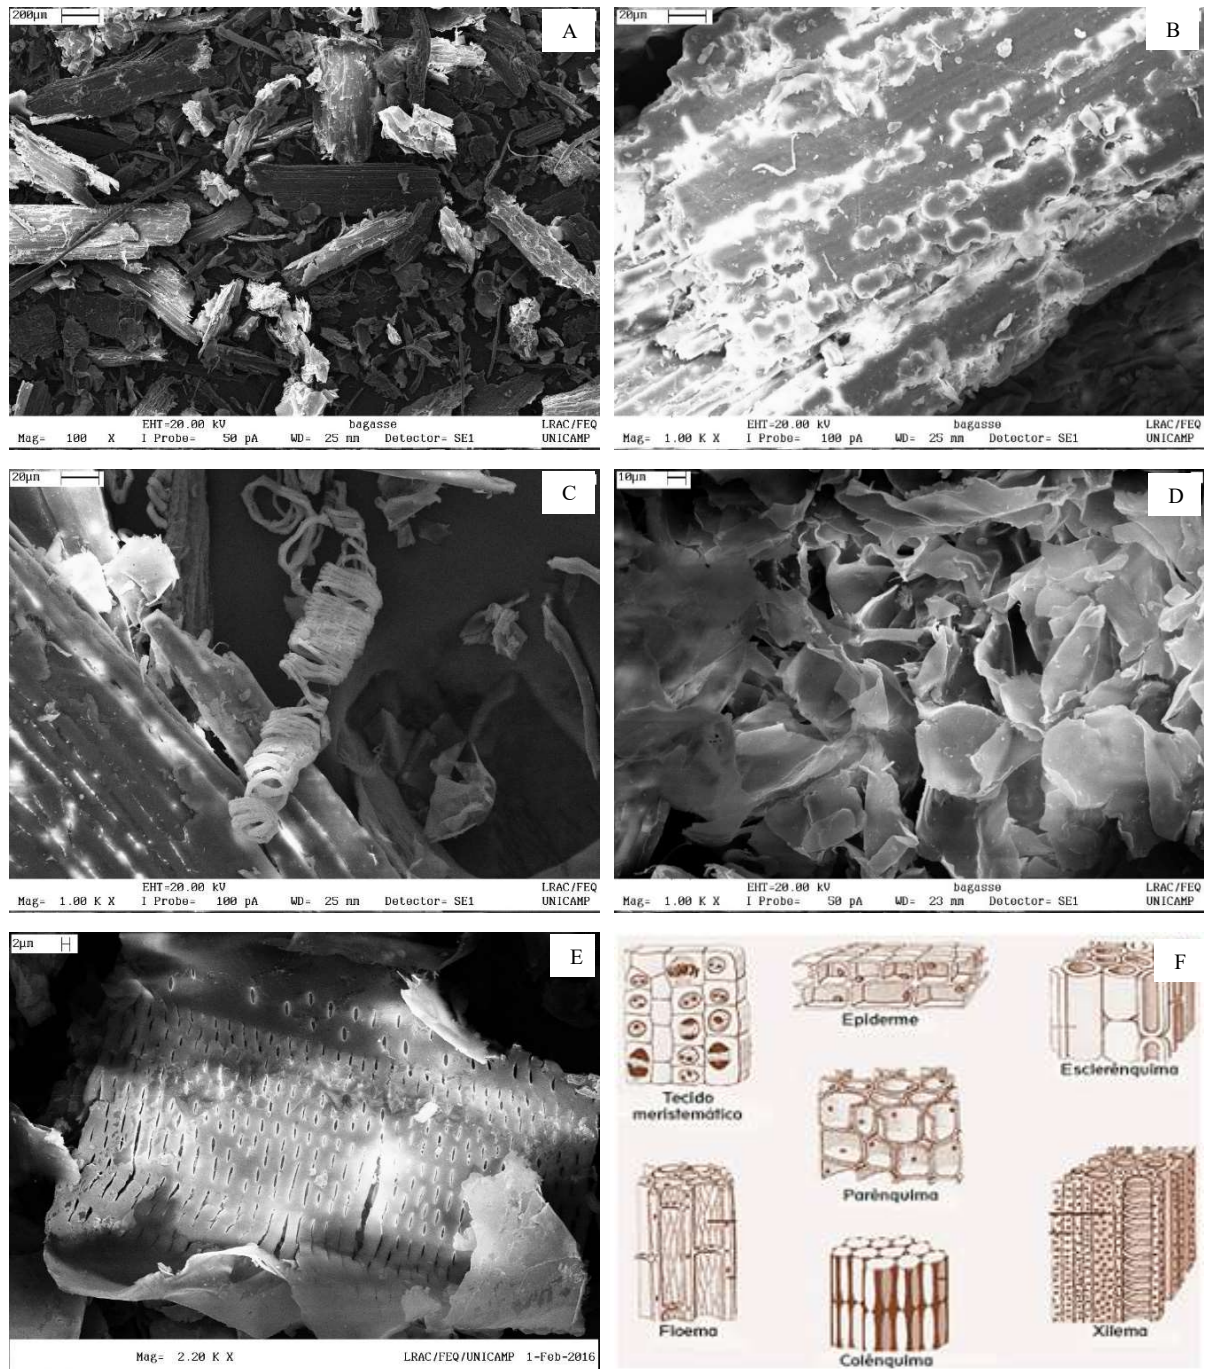 200µm
A
EHT=20.00 kV bagasse LRAC/FEQ
Mag= 100 X I Probe= 50 pA WD= 25 mm Detector= SE1 UNICAMP
20µm
B
EHT=20.00 kV bagasse LRAC/FEQ
Mag= 1.00 K X I Probe= 100 pA WD= 25 mm Detector= SE1 UNICAMP
20µm
C
EHT=20.00 kV LRAC/FEQ
Mag= 1.00 K X I Probe= 100 pA WD= 25 mm Detector= SE1 UNICAMP
10µm
D
EHT=20.00 kV bagasse LRAC/FEQ
Mag= 1.00 K X I Probe= 50 pA WD= 23 mm Detector= SE1 UNICAMP
2µm
E
Mag= 2.20 K X LRAC/FEQ/UNICAMP 1-Feb-2016
F
Epiderme
Esclerênquima
Tecido
meristemático
Parênquima
Floema
Colênquima
Xilema